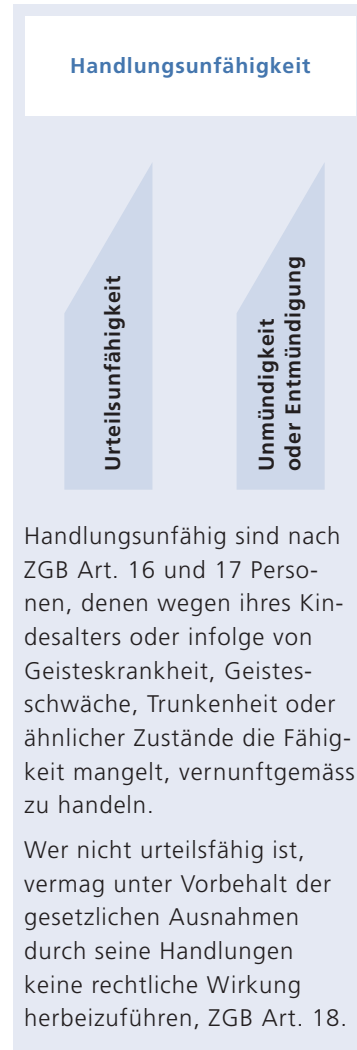 Handlungsunfähigkeit
Urteilsunfähigkeit
Unmündigkeit
oder Entmündigung
Handlungsunfähig sind nach
ZGB Art. 16 und 17 Perso-
nen, denen wegen ihres Kin-
desalters oder infolge von
Geisteskrankheit, Geistes-
schwäche, Trunkenheit oder
ähnlicher Zustände die Fähig-
keit mangelt, vernunftgemäss
zu handeln.
Wer nicht urteilsfähig ist,
vermag unter Vorbehalt der
gesetzlichen Ausnahmen
durch seine Handlungen
keine rechtliche Wirkung
herbeizuführen, ZGB Art. 18.